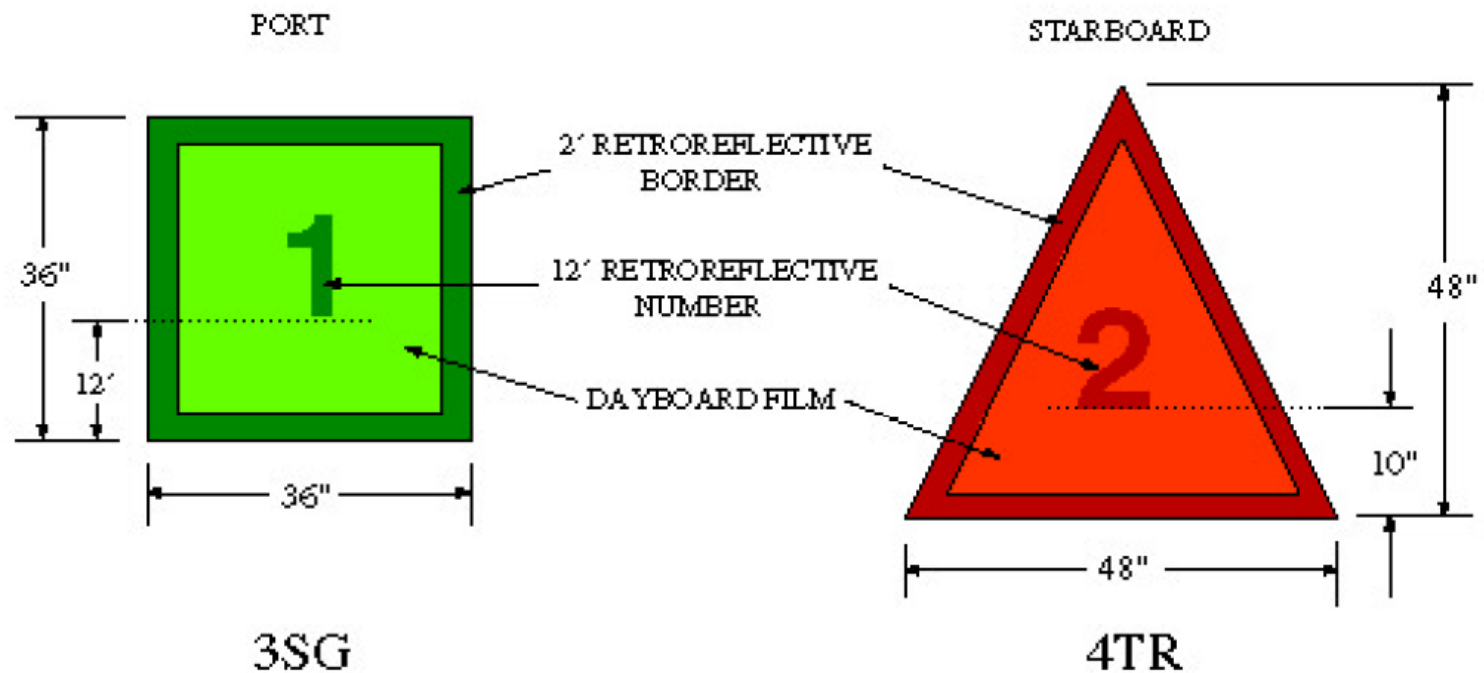 PORT
STARBOARD
2´ RETROREFLECTIVE
BORDER
1
36"
12´ RETROREFLECTIVE
NUMBER
48"
2
12´
DAYBOARD FILM
10"
36"
48"
3SG
4TR